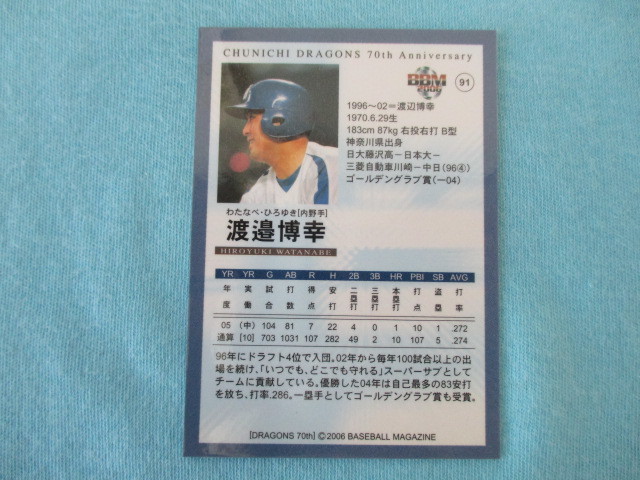 CHUNICHI DRAGONS 70th Anniversary
BBM
2006
91
1996〜02=渡辺博幸
1970.6.29生
183cm 87kg 右投右打 B型
神奈川県出身
日大藤沢高－日本大－
三菱自動車川崎－中日(96④)
ゴールデングラブ賞(一04)
わたなべ・ひろゆき[内野手]
渡邉博幸
HIROYUKI WATANABE
YR YR G AB R H 2B 3B HR PBI SB AVG
年度 実働 試合 打数 得点 安打 二塁打 三塁打 本塁打 打点 盗塁 打率
05 (中) 104 81 7 22 4 0 1 10 1 .272
通算 [10] 703 1031 107 282 49 2 10 107 5 .274
96年にドラフト4位で入団。02年から毎年100試合以上の出
場を続け、「いつでも、どこでも守れる」スーパーサブとして
チームに貢献している。優勝した04年は自己最多の83安打
を放ち、打率.286。一塁手としてゴールデングラブ賞も受賞。
[DRAGONS 70th] ©2006 BASEBALL MAGAZINE